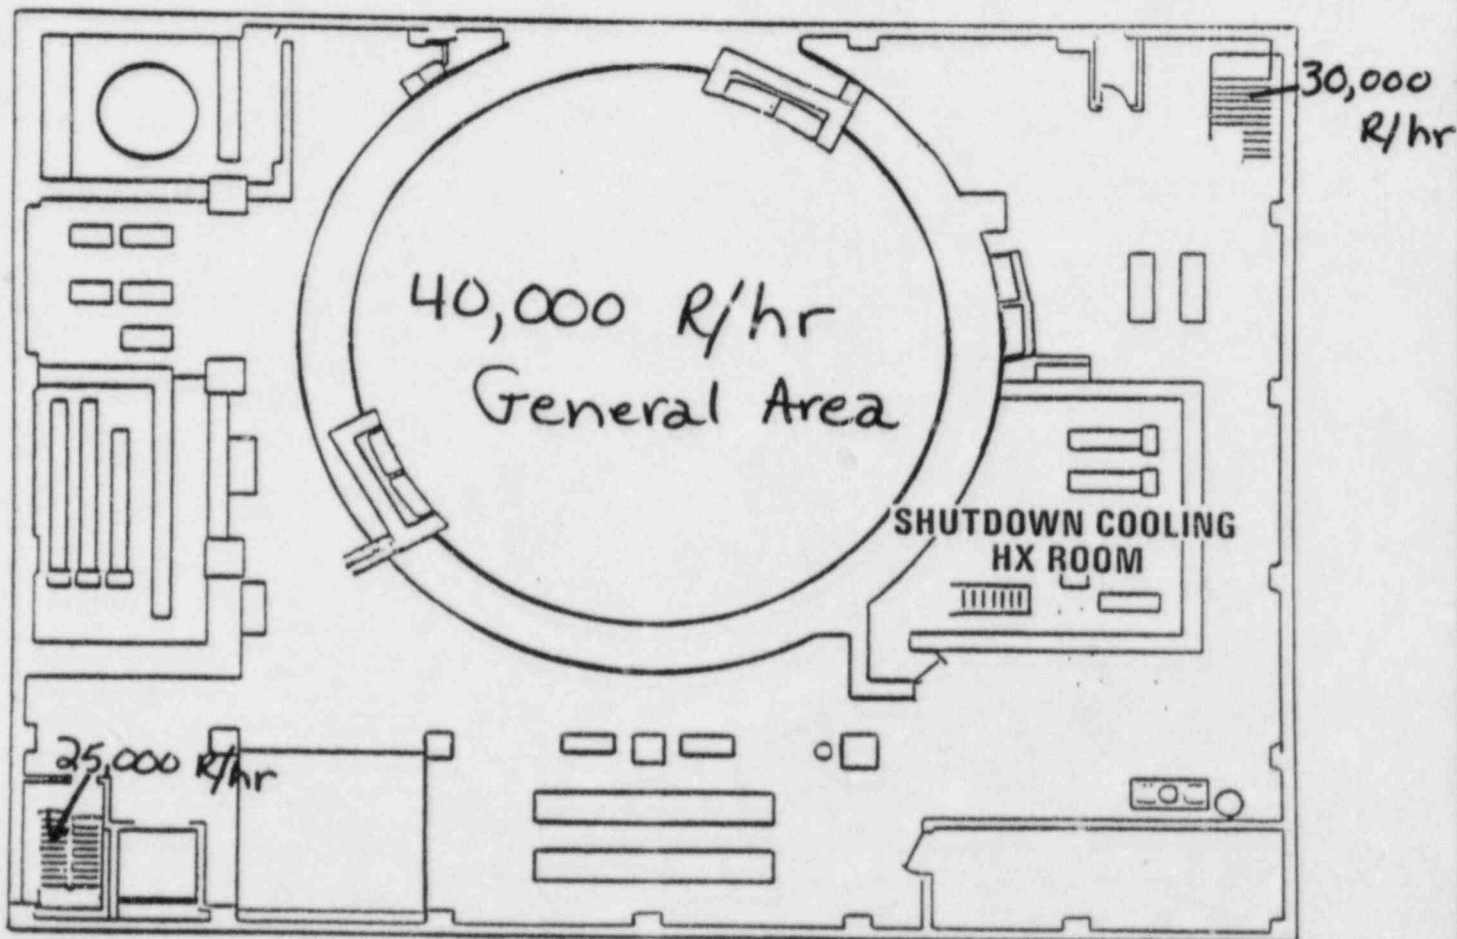 30,000
R/hr
40,000 R/hr
General Area
SHUTDOWN COOLING
HX ROOM
25,000 R/hr